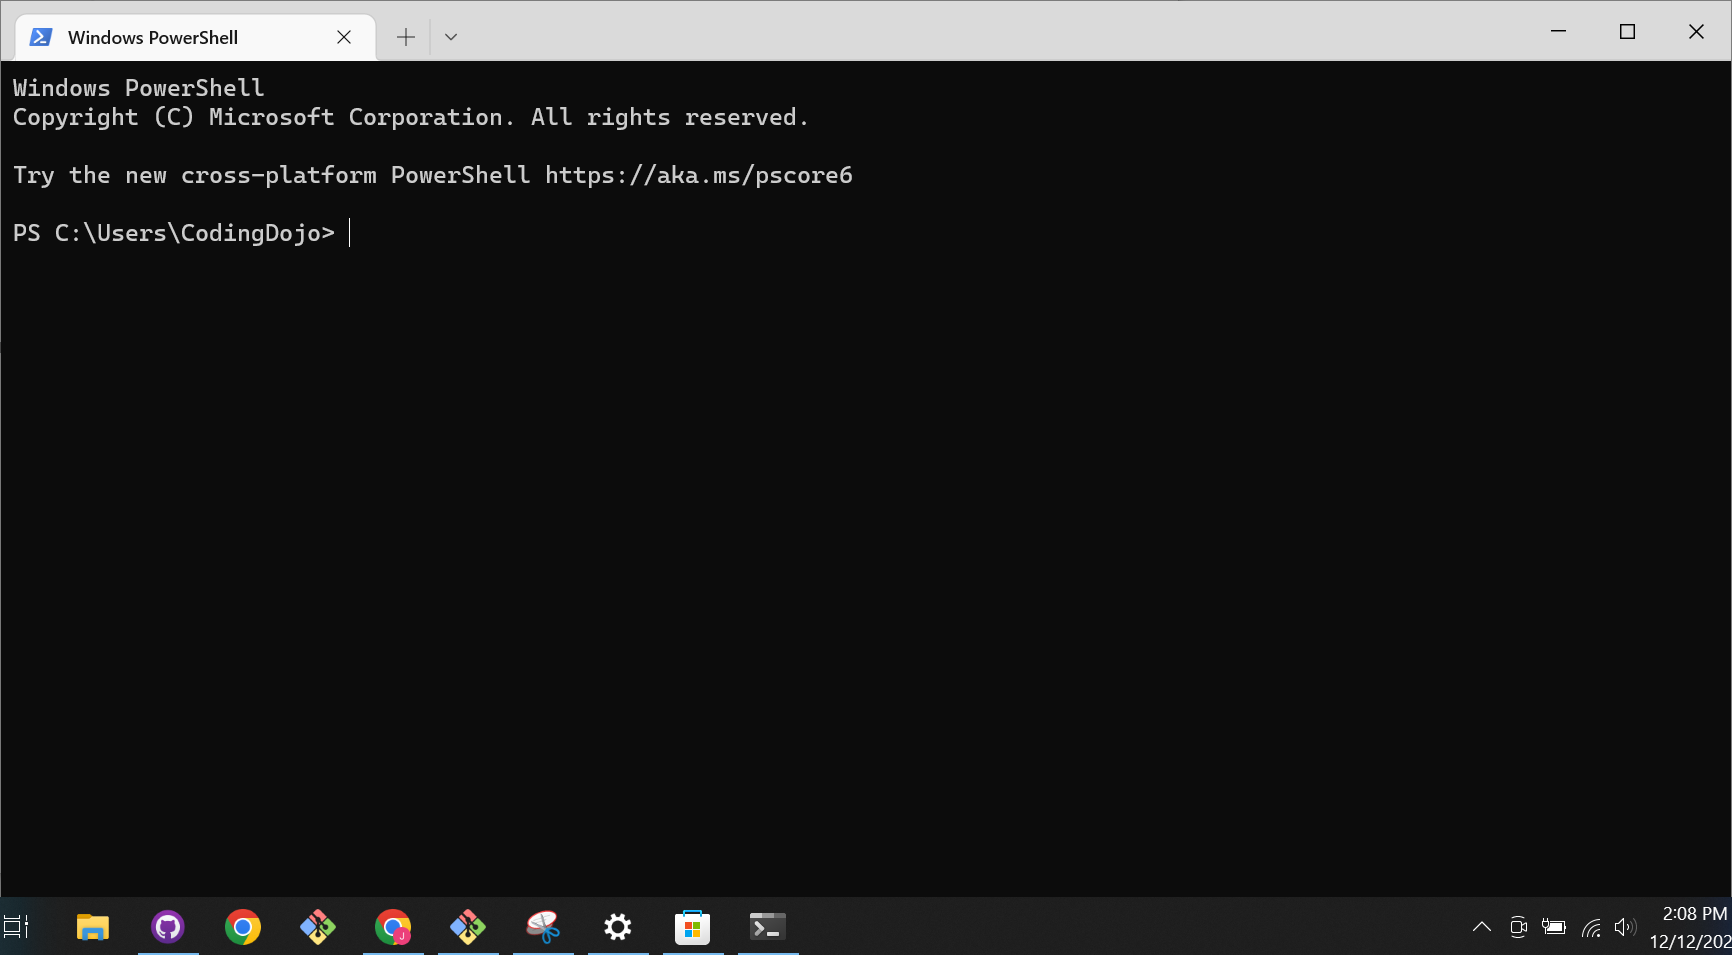 Windows PowerShell
Windows PowerShell
Copyright (C) Microsoft Corporation. All rights reserved.
Try the new cross-platform PowerShell https://aka.ms/pscore6
PS C:\Users\CodingDojo>
J
2:08 PM
12/12/202